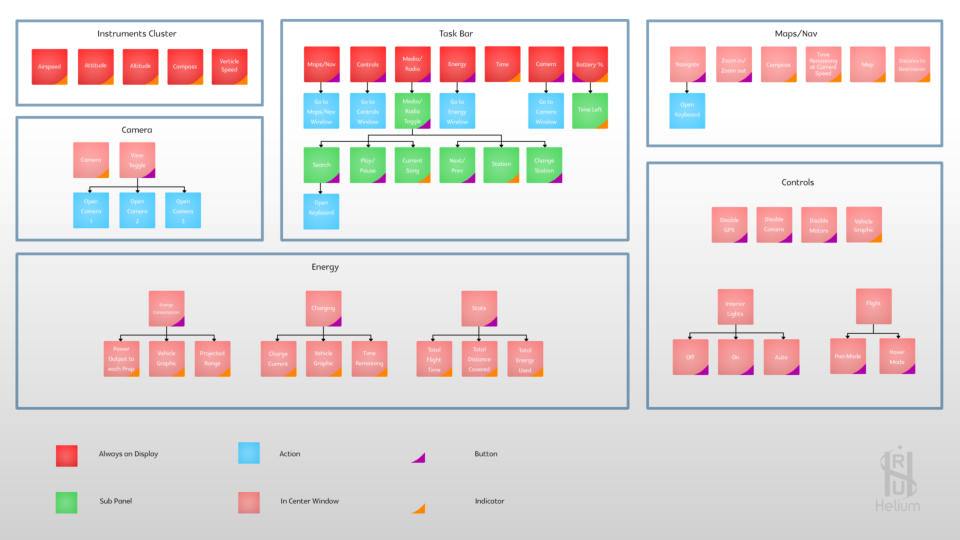 Instruments Cluster
Airspeed
Attitude
Altitude
Compass
Verticle
Speed
Task Bar
Maps/Nav
Controls
Media/
Radio
Energy
Time
Camera
Battery %
Go to
Maps/Nav
Window
Go to
Controls
Window
Media/
Radio
Toggle
Go to
Energy
Window
Go to
Camera
Window
Time Left
Search
Play/
Pause
Current
Song
Next/
Prev
Station
Change
Station
Open
Keyboard
Maps/Nav
Navigate
Zoom in/
Zoom out
Compass
Time
Remaining
at Current
Speed
Map
Distance to
Destination
Open
Keyboard
Camera
Camera
View
Toggle
Open
Camera
1
Open
Camera
2
Open
Camera
3
Controls
Disable
GPS
Disable
Camera
Disable
Motors
Vehicle
Graphic
Interior
Lights
Off
On
Auto
Flight
Pan Mode
Hover
Mode
Energy
Energy
Consumption
Power
Output to
each Prop
Vehicle
Graphic
Projected
Range
Charging
Charge
Current
Vehicle
Graphic
Time
Remaining
Stats
Total
Flight
Time
Total
Distance
Covered
Total
Energy
Used
Always on Display
Action
Button
Sub Panel
In Center Window
Indicator
HRU
Helium